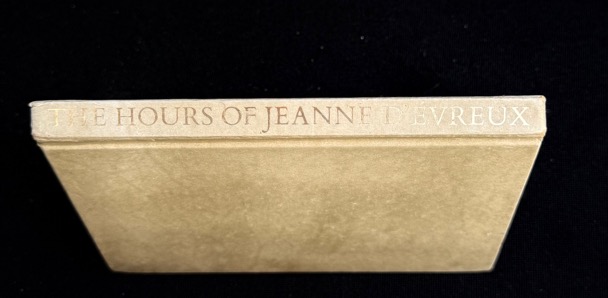 THE HOURS OF JEANNE D'EVREUX